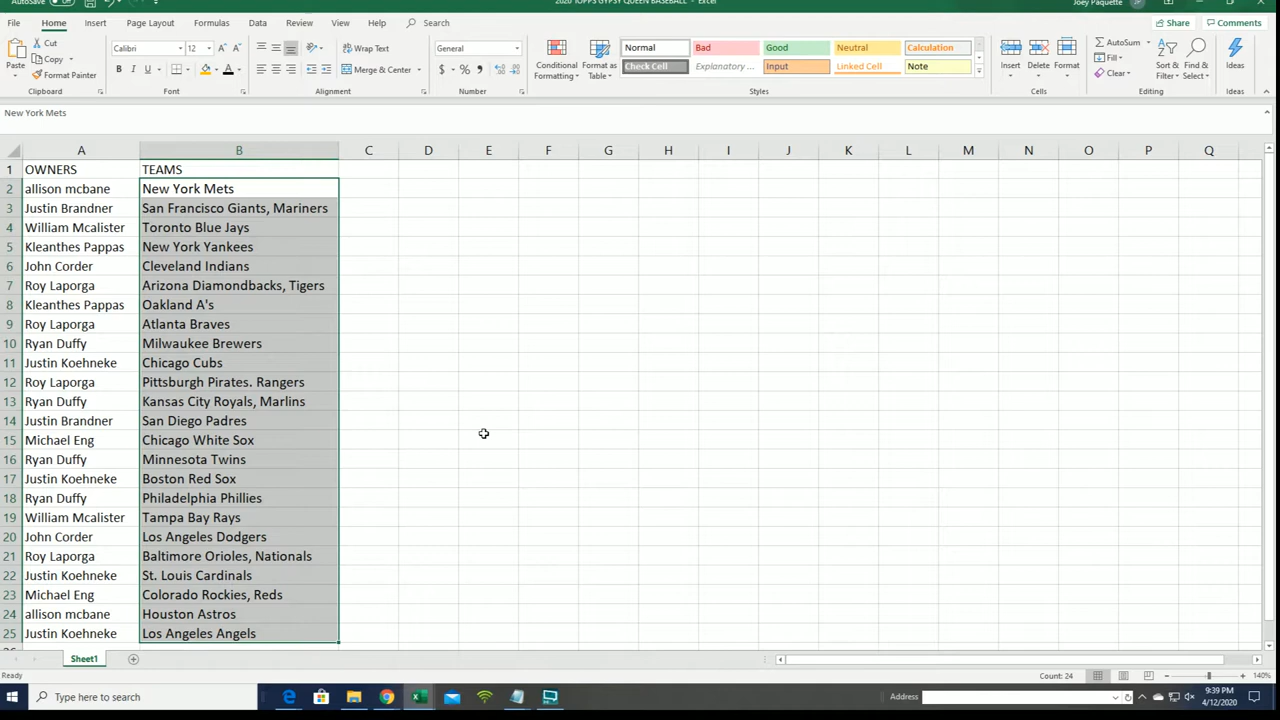 AutoSave Off 2020 TOPPS GYPSY QUEEN BASEBALL - Excel Joey Paquette
File Home Insert Page Layout Formulas Data Review View Help Search Share Comments
Cut Calibri 12 A A Wrap Text General Normal Bad Good Neutral Calculation AutoSum
Copy Fill
Paste Format Painter B I U Merge & Center $ % Conditional Formatting Format as Table Check Cell Explanatory ... Input Linked Cell Note Insert Delete Format Clear Sort & Filter Find & Select Ideas
Clipboard Font Alignment Number Styles Cells Editing Ideas
New York Mets
A B C D E F G H I J K L M N O P Q
1 OWNERS TEAMS
2 allison mcbane New York Mets
3 Justin Brandner San Francisco Giants, Mariners
4 William Mcalister Toronto Blue Jays
5 Kleanthes Pappas New York Yankees
6 John Corder Cleveland Indians
7 Roy Laporga Arizona Diamondbacks, Tigers
8 Kleanthes Pappas Oakland A's
9 Roy Laporga Atlanta Braves
10 Ryan Duffy Milwaukee Brewers
11 Justin Koehneke Chicago Cubs
12 Roy Laporga Pittsburgh Pirates. Rangers
13 Ryan Duffy Kansas City Royals, Marlins
14 Justin Brandner San Diego Padres
15 Michael Eng Chicago White Sox
16 Ryan Duffy Minnesota Twins
17 Justin Koehneke Boston Red Sox
18 Ryan Duffy Philadelphia Phillies
19 William Mcalister Tampa Bay Rays
20 John Corder Los Angeles Dodgers
21 Roy Laporga Baltimore Orioles, Nationals
22 Justin Koehneke St. Louis Cardinals
23 Michael Eng Colorado Rockies, Reds
24 allison mcbane Houston Astros
25 Justin Koehneke Los Angeles Angels
Sheet1
Ready Count: 24 140%
Type here to search Address 9:39 PM
4/12/2020